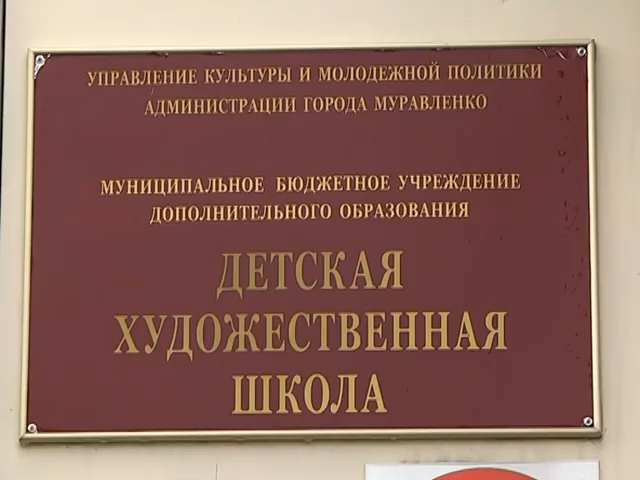 УПРАВЛЕНИЕ КУЛЬТУРЫ И МОЛОДЕЖНОЙ ПОЛИТИКИ
АДМИНИСТРАЦИИ ГОРОДА МУРАВЛЕНКО
МУНИЦИПАЛЬНОЕ БЮДЖЕТНОЕ УЧРЕЖДЕНИЕ
ДОПОЛНИТЕЛЬНОГО ОБРАЗОВАНИЯ
ДЕТСКАЯ
ХУДОЖЕСТВЕННАЯ
ШКОЛА